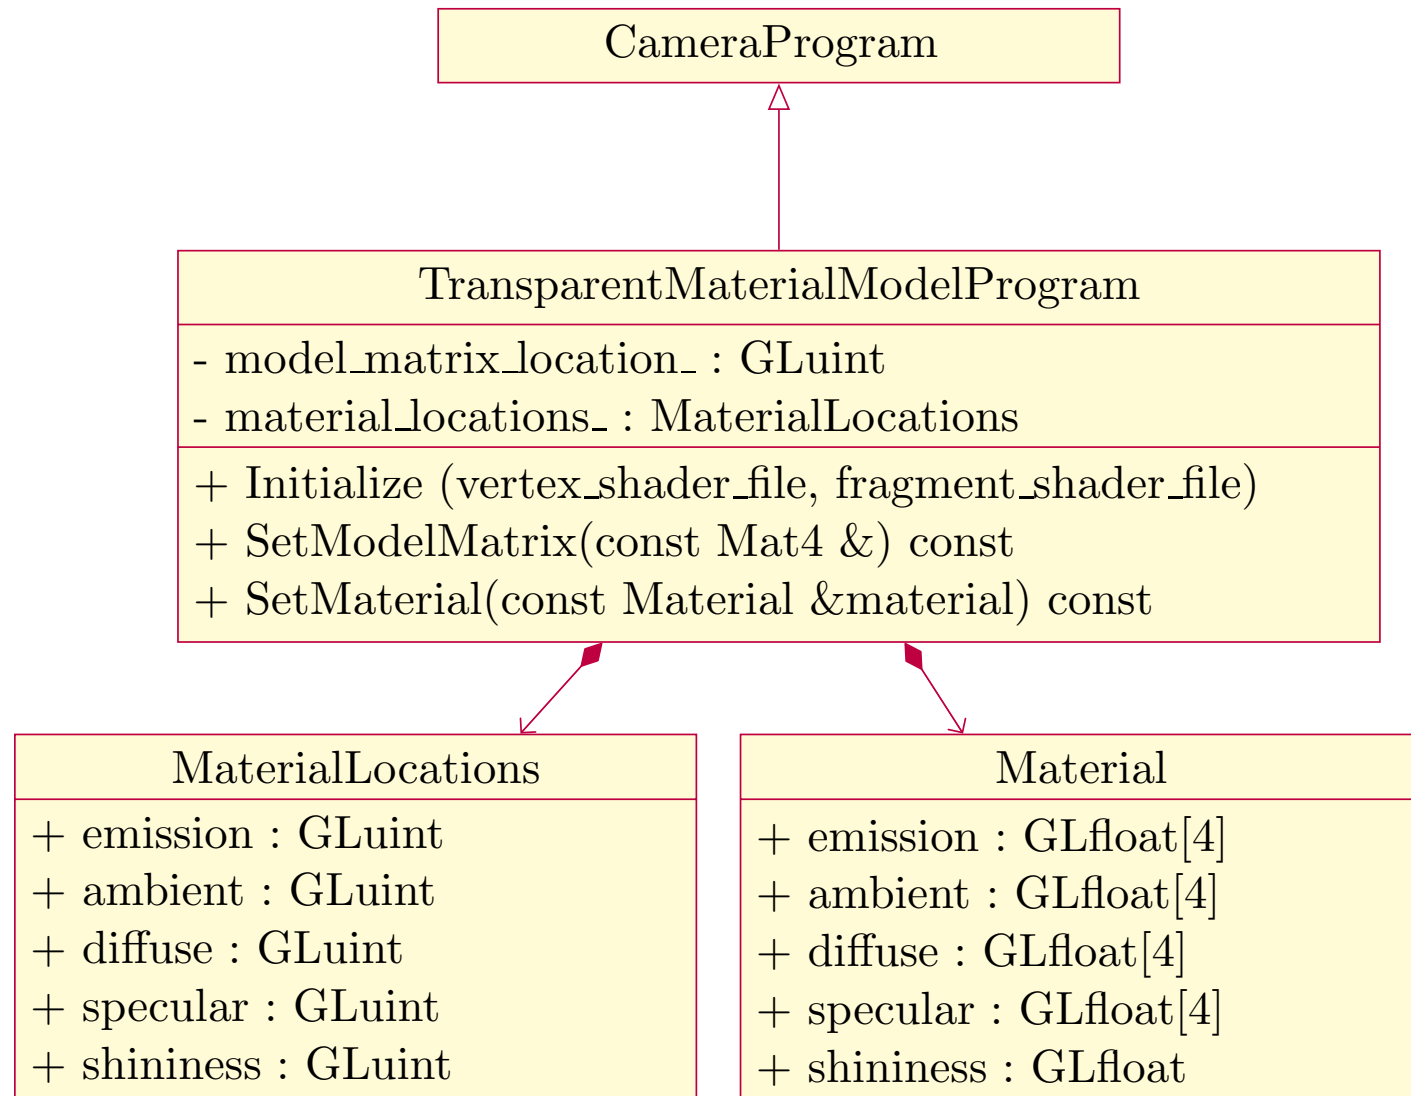 CameraProgram
TransparentMaterialModelProgram
- model_matrix_location_ : GLuint
- material_locations_ : MaterialLocations
+ Initialize (vertex_shader_file, fragment_shader_file)
+ SetModelMatrix(const Mat4 &) const
+ SetMaterial(const Material &material) const
MaterialLocations
+ emission : GLuint
+ ambient : GLuint
+ diffuse : GLuint
+ specular : GLuint
+ shininess : GLuint
Material
+ emission : GLfloat[4]
+ ambient : GLfloat[4]
+ diffuse : GLfloat[4]
+ specular : GLfloat[4]
+ shininess : GLfloat